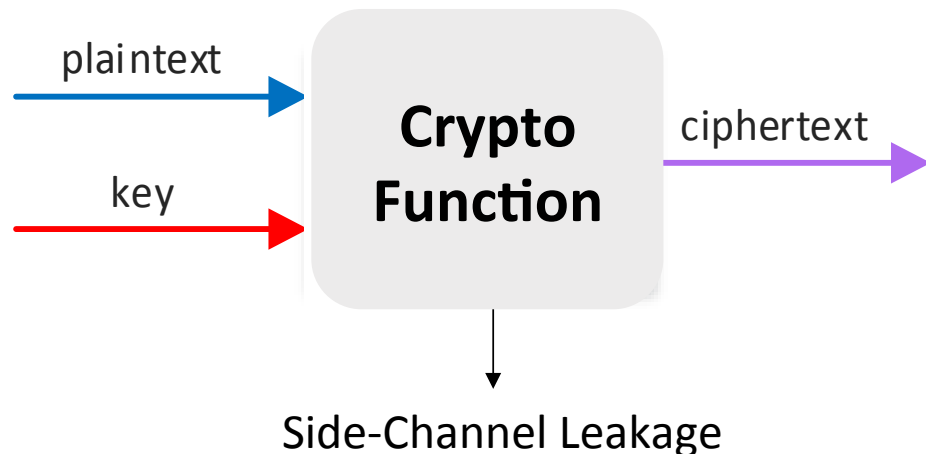 plaintext
key
Crypto
Function
ciphertext
Side-Channel Leakage